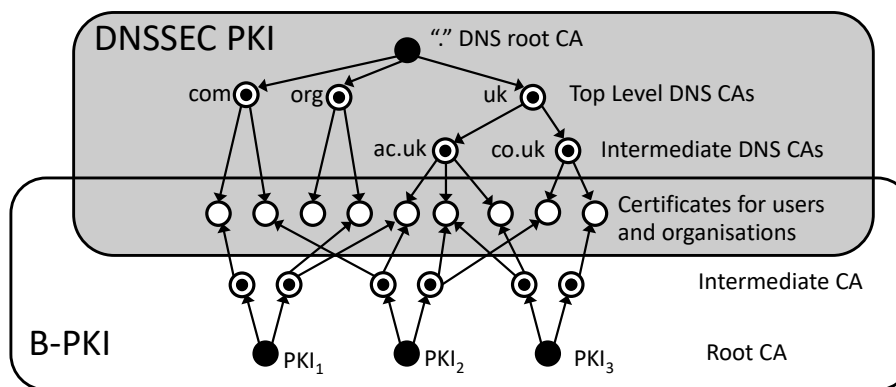 DNSSEC PKI
“.” DNS root CA
com
org
uk
Top Level DNS CAs
ac.uk
co.uk
Intermediate DNS CAs
Certificates for users
and organisations
Intermediate CA
B-PKI
PKI1
PKI2
PKI3
Root CA